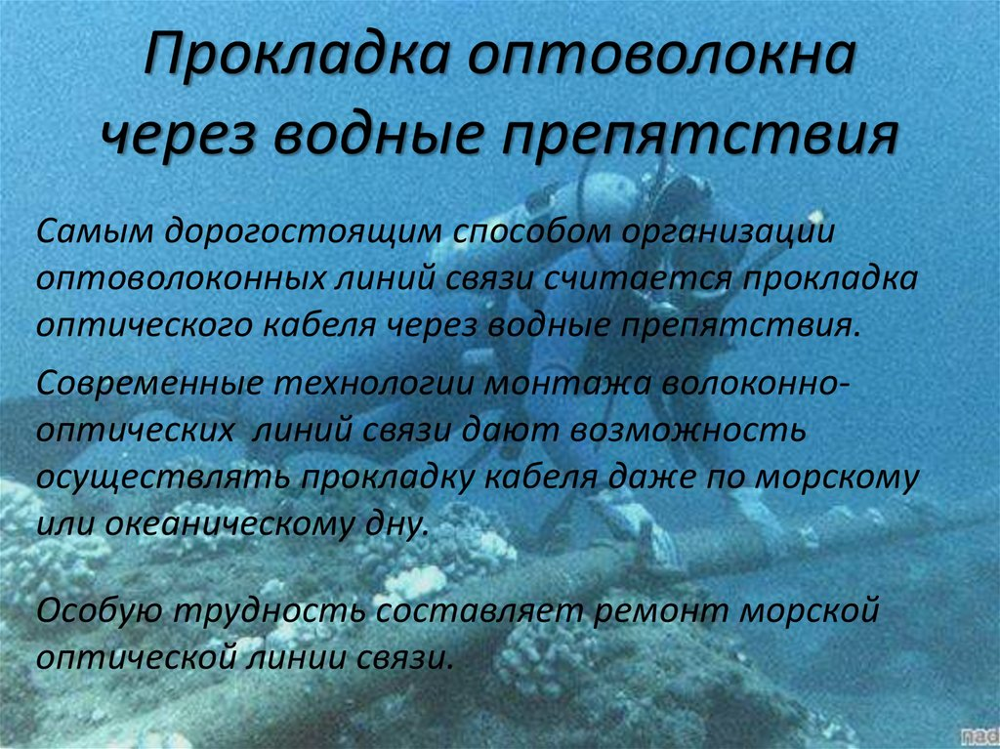 Прокладка оптоволокна
через водные препятствия
Самым дорогостоящим способом организации
оптоволоконных линий связи считается прокладка
оптического кабеля через водные препятствия.
Современные технологии монтажа волоконно-
оптических  линий связи дают возможность
осуществлять прокладку кабеля даже по морскому
или океаническому дну.
Особую трудность составляет ремонт морской
оптической линии связи.